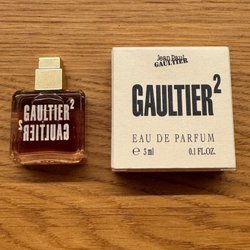 GAULTIER²
GAULTIER²
Jean Paul
GAULTIER
GAULTIER²
EAU DE PARFUM
℮ 3 ml 0.1 FL.OZ.